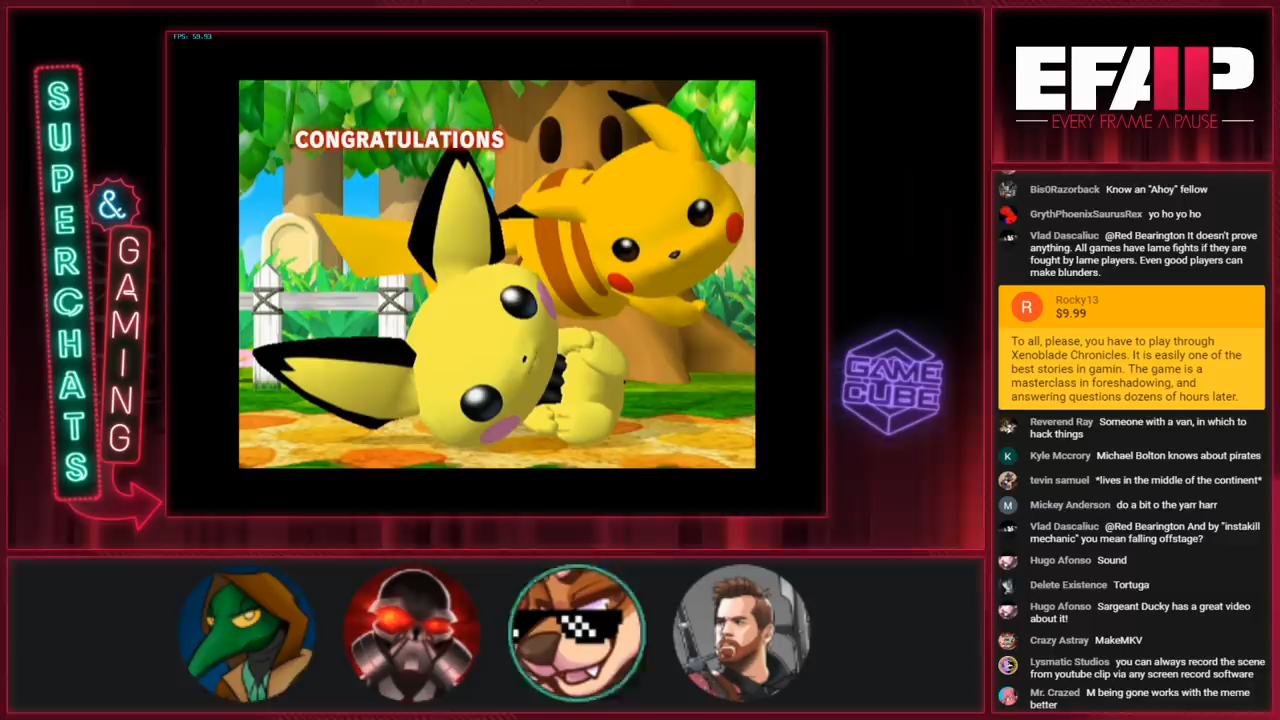 FPS: 59.93
SUPERCHATS
&
GAMING
CONGRATULATIONS
GAME
CUBE
EFAP
EVERY FRAME A PAUSE
Bis0Razorback Know an "Ahoy" fellow
GrythPhoenixSaurusRex yo ho yo ho
Vlad Dascaliuc @Red Bearington It doesn't prove
anything. All games have lame fights if they are
fought by lame players. Even good players can
make blunders.
R
Rocky13
$9.99
To all, please, you have to play through
Xenoblade Chronicles. It is easily one of the
best stories in gamin. The game is a
masterclass in foreshadowing, and
answering questions dozens of hours later.
Reverend Ray Someone with a van, in which to
hack things
K
Kyle Mccrory Michael Bolton knows about pirates
tevin samuel *lives in the middle of the continent*
M
Mickey Anderson do a bit o the yarr harr
Vlad Dascaliuc @Red Bearington And by "instakill
mechanic" you mean falling offstage?
Hugo Afonso Sound
Delete Existence Tortuga
Hugo Afonso Sargeant Ducky has a great video
about it!
Crazy Astray MakeMKV
Lysmatic Studios you can always record the scene
from youtube clip via any screen record software
Mr. Crazed M being gone works with the meme
better